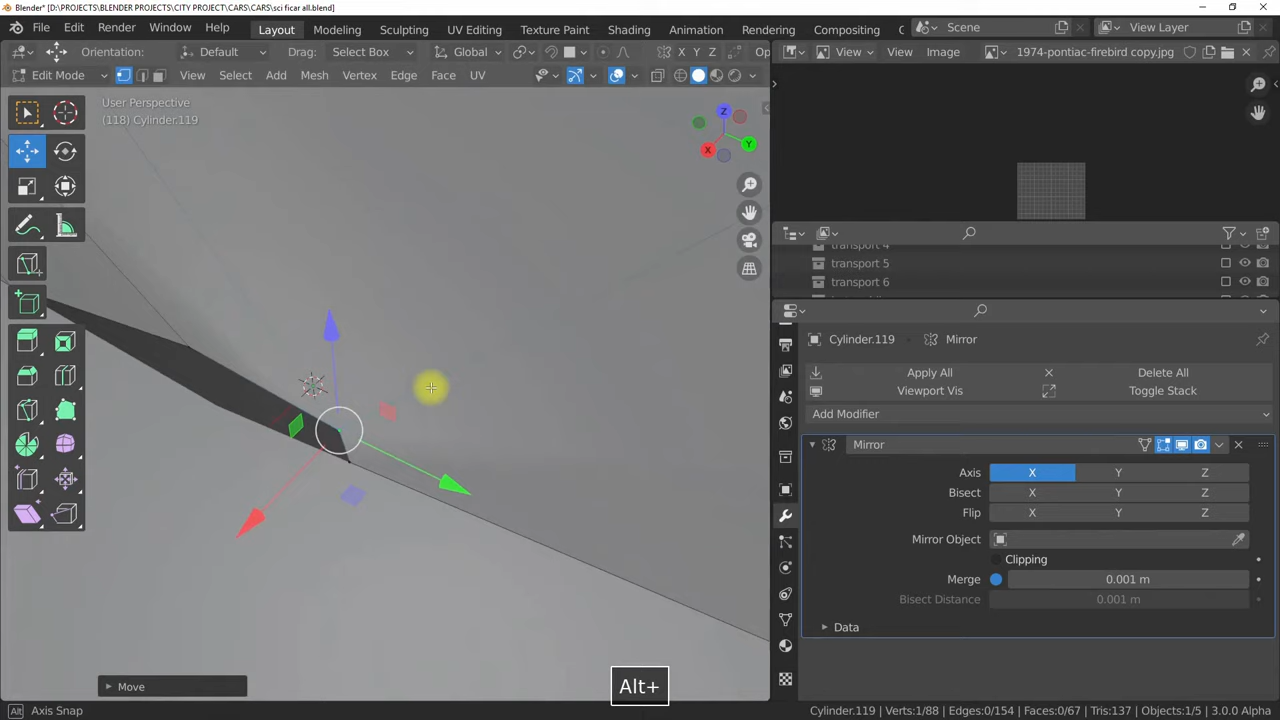 Blender* [D:\PROJECTS\BLENDER PROJECTS\CITY PROJECT\CARS\CARS\sci ficar all.blend]
File Edit Render Window Help Layout Modeling Sculpting UV Editing Texture Paint Shading Animation Rendering Compositing Scene View Layer
Orientation: Default Drag: Select Box Global X Y Z Op View View Image 1974-pontiac-firebird copy.jpg
Edit Mode View Select Add Mesh Vertex Edge Face UV
User Perspective
(118) Cylinder.119
Z
Y
X
transport 4
transport 5
transport 6
Cylinder.119 Mirror
Apply All Delete All
Viewport Vis Toggle Stack
Add Modifier
Mirror
Axis X Y Z
Bisect X Y Z
Flip X Y Z
Mirror Object
Clipping
Merge 0.001 m
Bisect Distance 0.001 m
Data
Move
Alt+
Alt Axis Snap
Cylinder.119 | Verts:1/88 | Edges:0/154 | Faces:0/67 | Tris:137 | Objects:1/5 | 3.0.0 Alpha